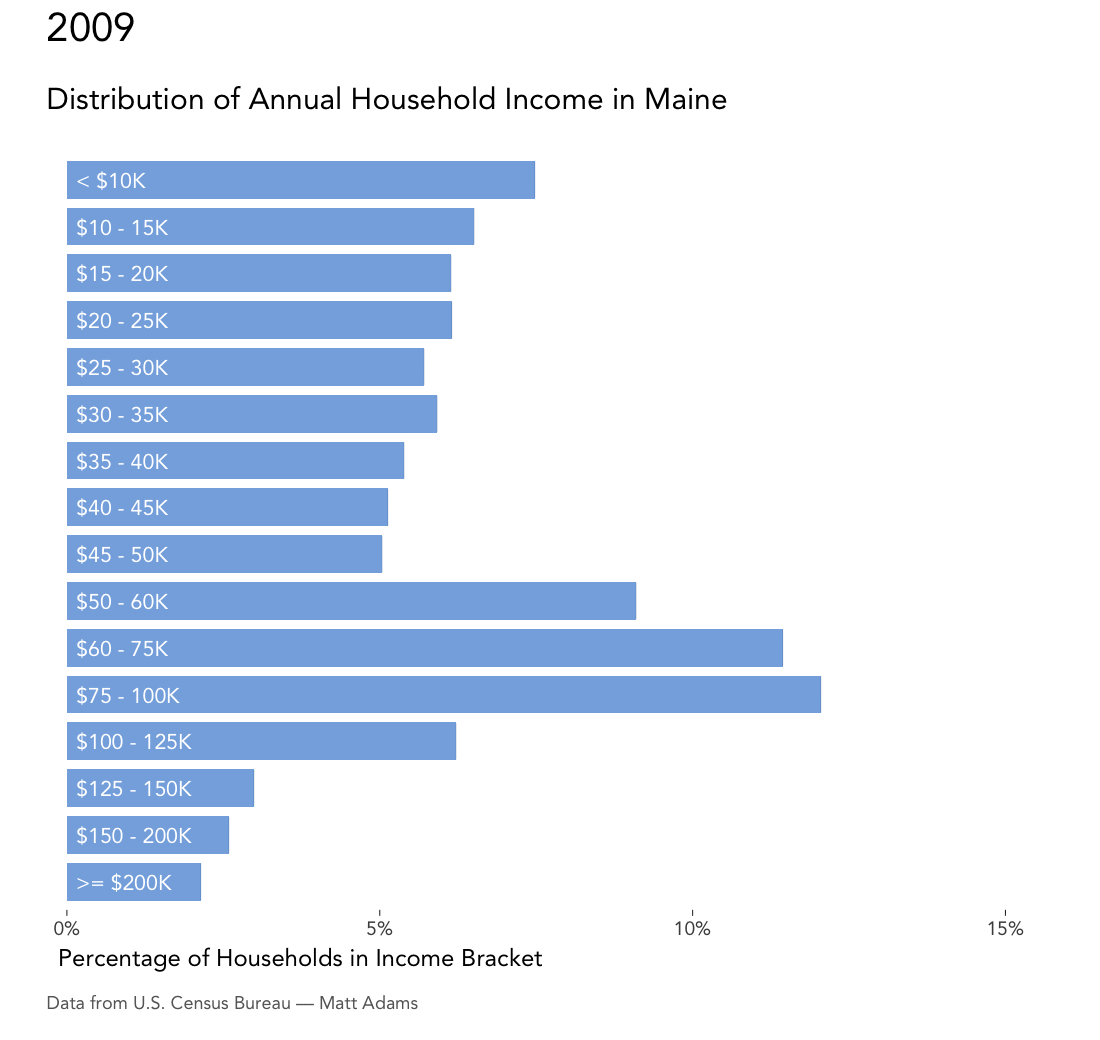 2009
Distribution of Annual Household Income in Maine
< $10K
$10 - 15K
$15 - 20K
$20 - 25K
$25 - 30K
$30 - 35K
$35 - 40K
$40 - 45K
$45 - 50K
$50 - 60K
$60 - 75K
$75 - 100K
$100 - 125K
$125 - 150K
$150 - 200K
>= $200K
0% 5% 10% 15%
Percentage of Households in Income Bracket
Data from U.S. Census Bureau — Matt Adams